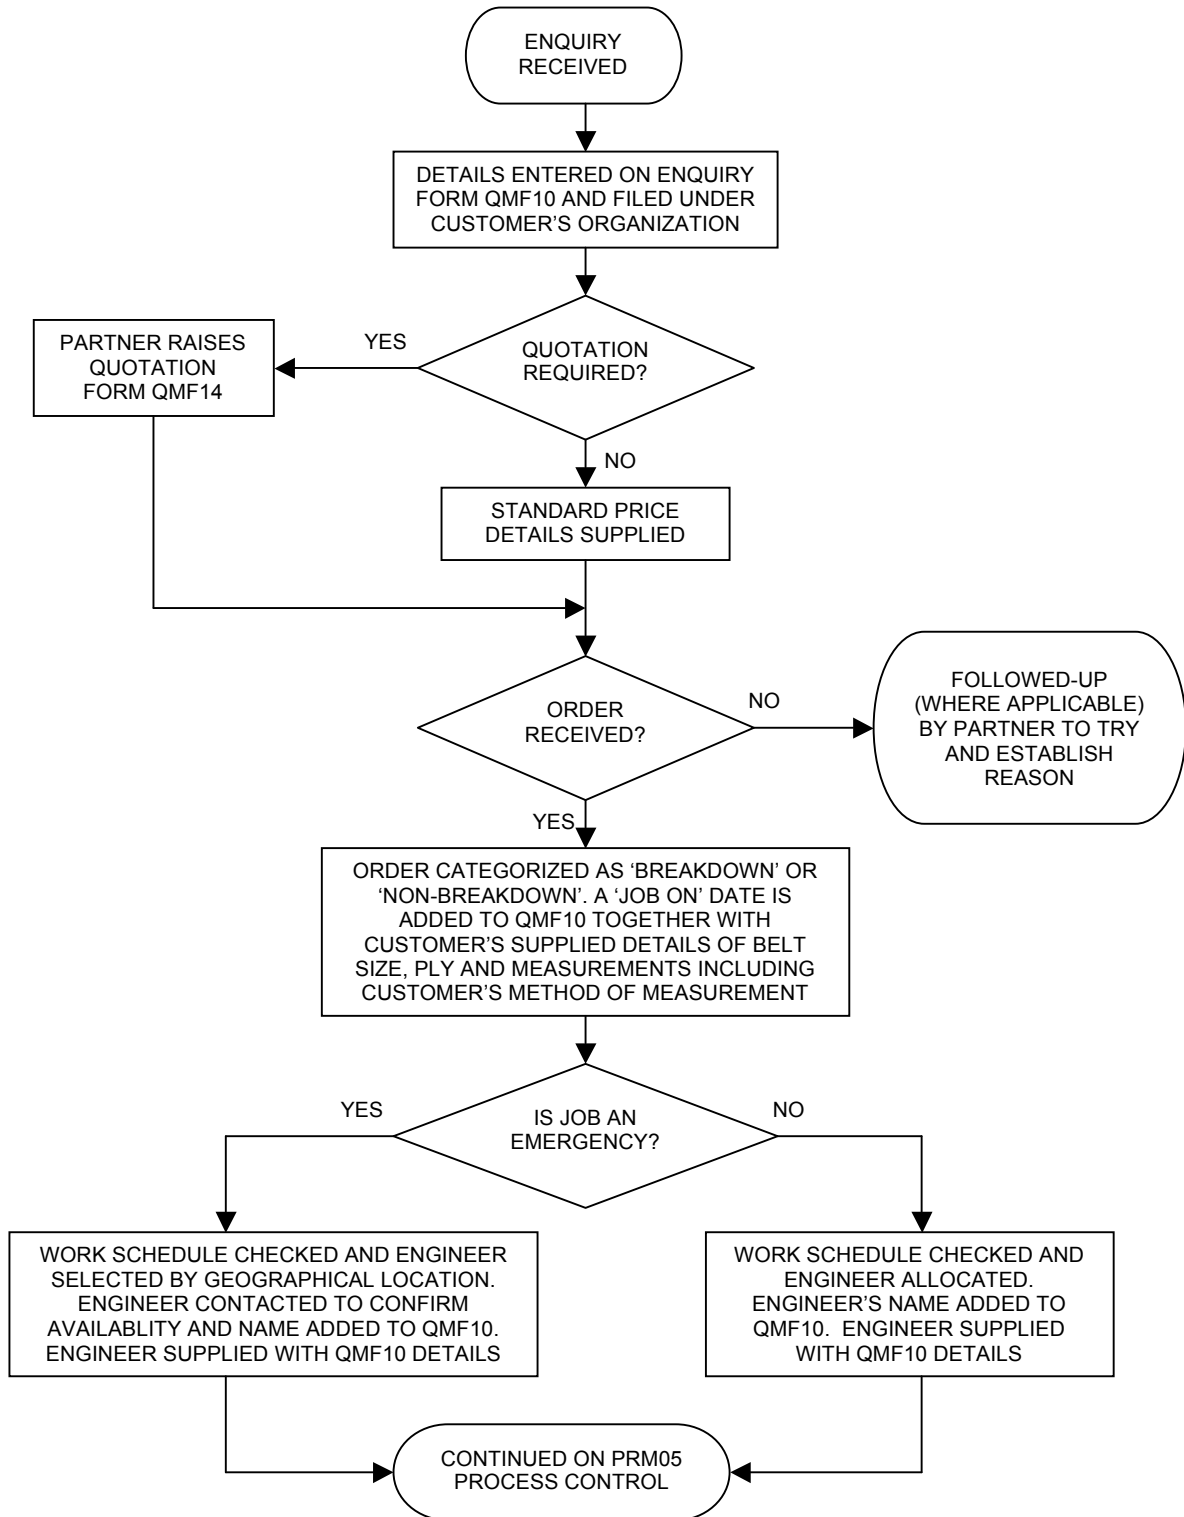 ENQUIRY
RECEIVED
DETAILS ENTERED ON ENQUIRY
FORM QMF10 AND FILED UNDER
CUSTOMER’S ORGANIZATION
PARTNER RAISES
QUOTATION
FORM QMF14
YES
QUOTATION
REQUIRED?
NO
STANDARD PRICE
DETAILS SUPPLIED
ORDER
RECEIVED?
NO
FOLLOWED-UP
(WHERE APPLICABLE)
BY PARTNER TO TRY
AND ESTABLISH
REASON
YES
ORDER CATEGORIZED AS ‘BREAKDOWN’ OR
‘NON-BREAKDOWN’. A ‘JOB ON’ DATE IS
ADDED TO QMF10 TOGETHER WITH
CUSTOMER’S SUPPLIED DETAILS OF BELT
SIZE, PLY AND MEASUREMENTS INCLUDING
CUSTOMER’S METHOD OF MEASUREMENT
YES
IS JOB AN
EMERGENCY?
NO
WORK SCHEDULE CHECKED AND ENGINEER
SELECTED BY GEOGRAPHICAL LOCATION.
ENGINEER CONTACTED TO CONFIRM
AVAILABLITY AND NAME ADDED TO QMF10.
ENGINEER SUPPLIED WITH QMF10 DETAILS
WORK SCHEDULE CHECKED AND
ENGINEER ALLOCATED.
ENGINEER’S NAME ADDED TO
QMF10. ENGINEER SUPPLIED
WITH QMF10 DETAILS
CONTINUED ON PRM05
PROCESS CONTROL